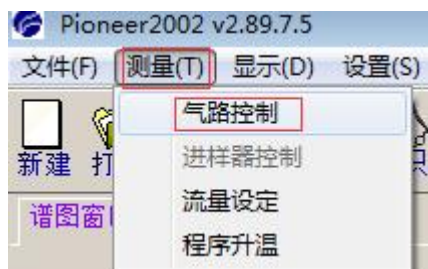 Pioneer2002 v2.89.7.5
文件(F) 测量(T) 显示(D) 设置(S)
新建 打
气路控制
进样器控制
流量设定
程序升温
谱图窗